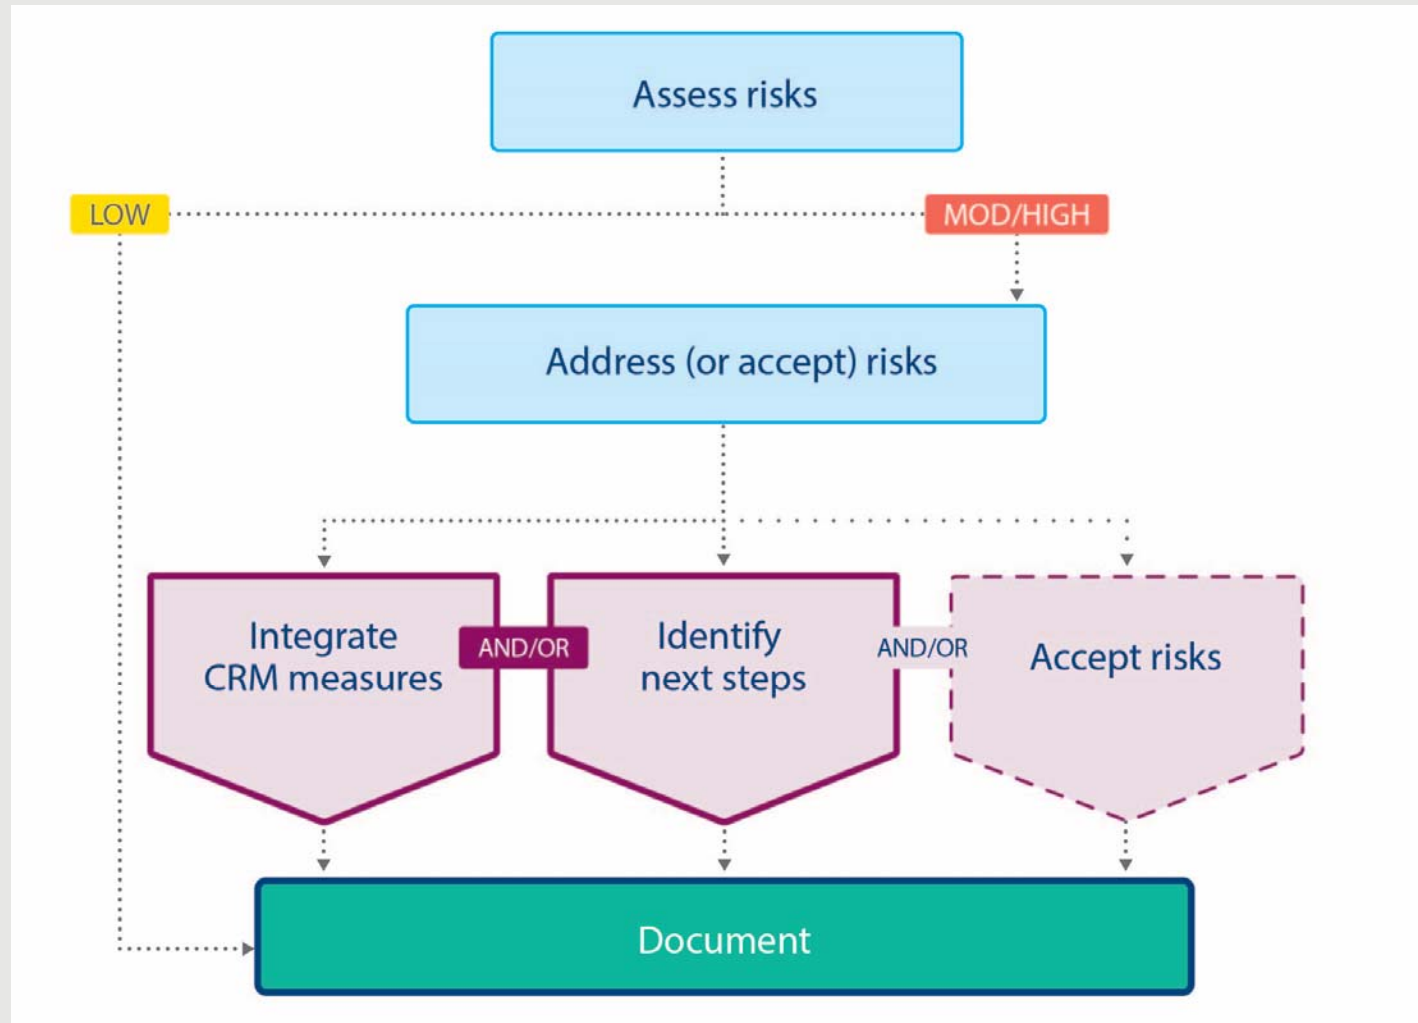 Assess risks
LOW
MOD/HIGH
Address (or accept) risks
Integrate
CRM measures
AND/OR
Identify
next steps
AND/OR
Accept risks
Document